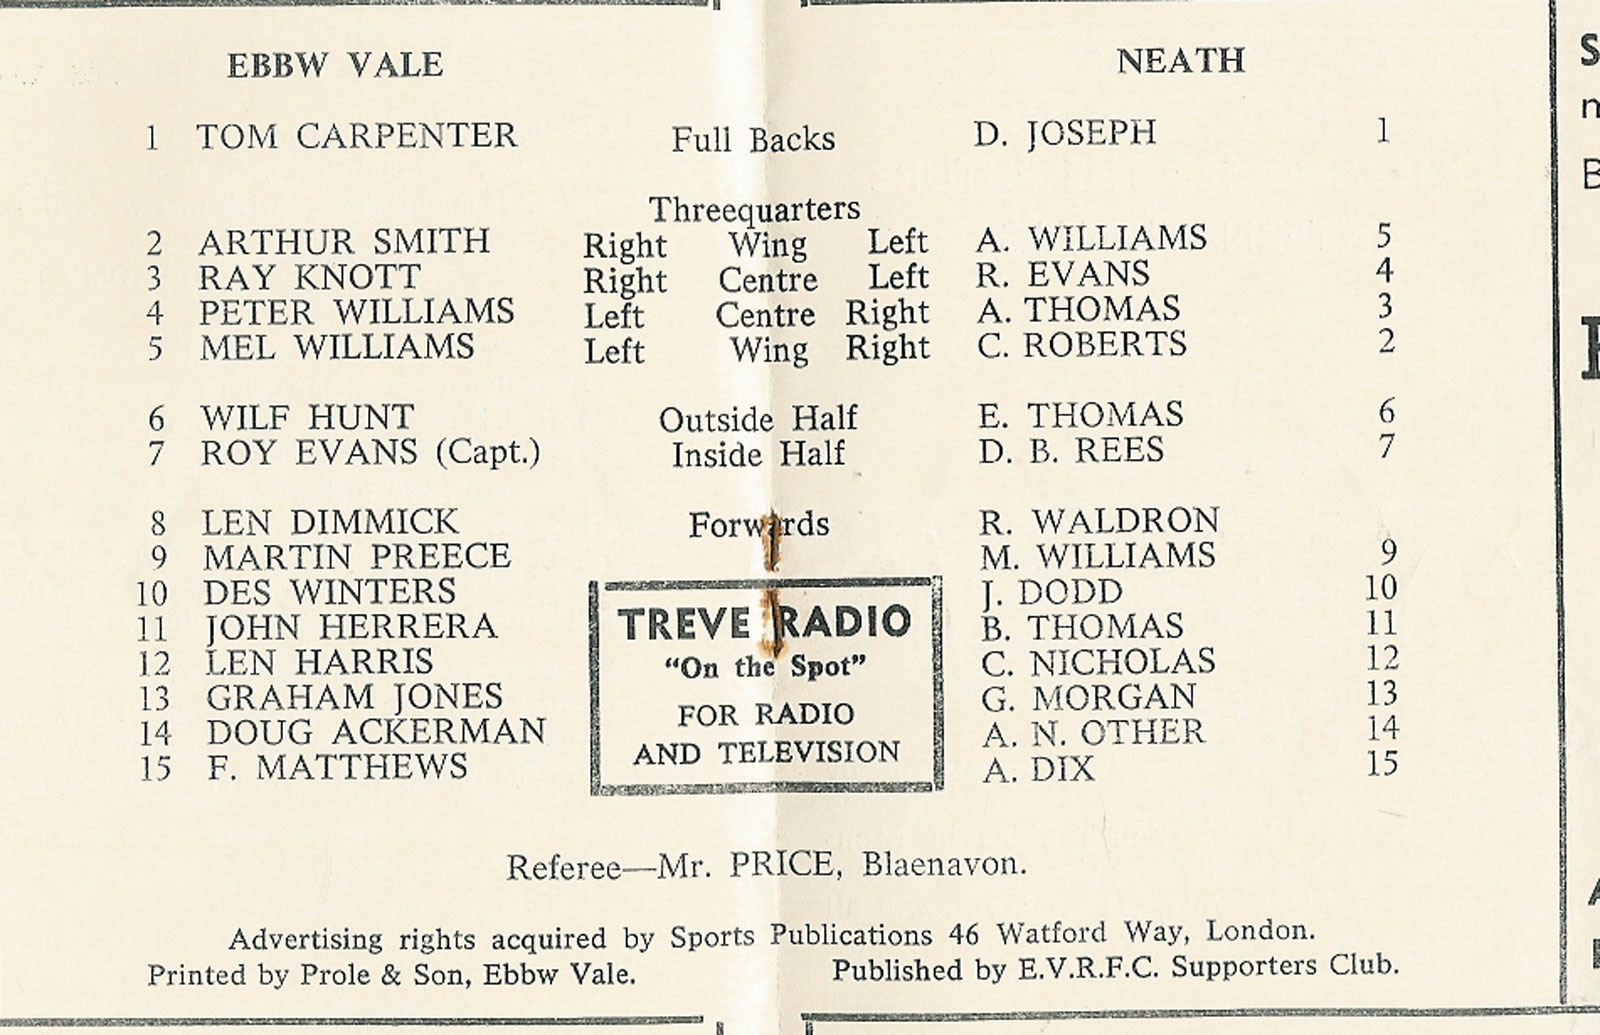 EBBW VALE NEATH
1 TOM CARPENTER Full Backs D. JOSEPH 1
Threequarters
2 ARTHUR SMITH Right Wing Left A. WILLIAMS 5
3 RAY KNOTT Right Centre Left R. EVANS 4
4 PETER WILLIAMS Left Centre Right A. THOMAS 3
5 MEL WILLIAMS Left Wing Right C. ROBERTS 2
6 WILF HUNT Outside Half E. THOMAS 6
7 ROY EVANS (Capt.) Inside Half D. B. REES 7
8 LEN DIMMICK Forwards R. WALDRON
9 MARTIN PREECE M. WILLIAMS 9
10 DES WINTERS J. DODD 10
11 JOHN HERRERA B. THOMAS 11
12 LEN HARRIS C. NICHOLAS 12
13 GRAHAM JONES G. MORGAN 13
14 DOUG ACKERMAN A. N. OTHER 14
15 F. MATTHEWS A. DIX 15
TREVE RADIO
"On the Spot"
FOR RADIO
AND TELEVISION
Referee—Mr. PRICE, Blaenavon.
Advertising rights acquired by Sports Publications 46 Watford Way, London.
Printed by Prole & Son, Ebbw Vale. Published by E.V.R.F.C. Supporters Club.